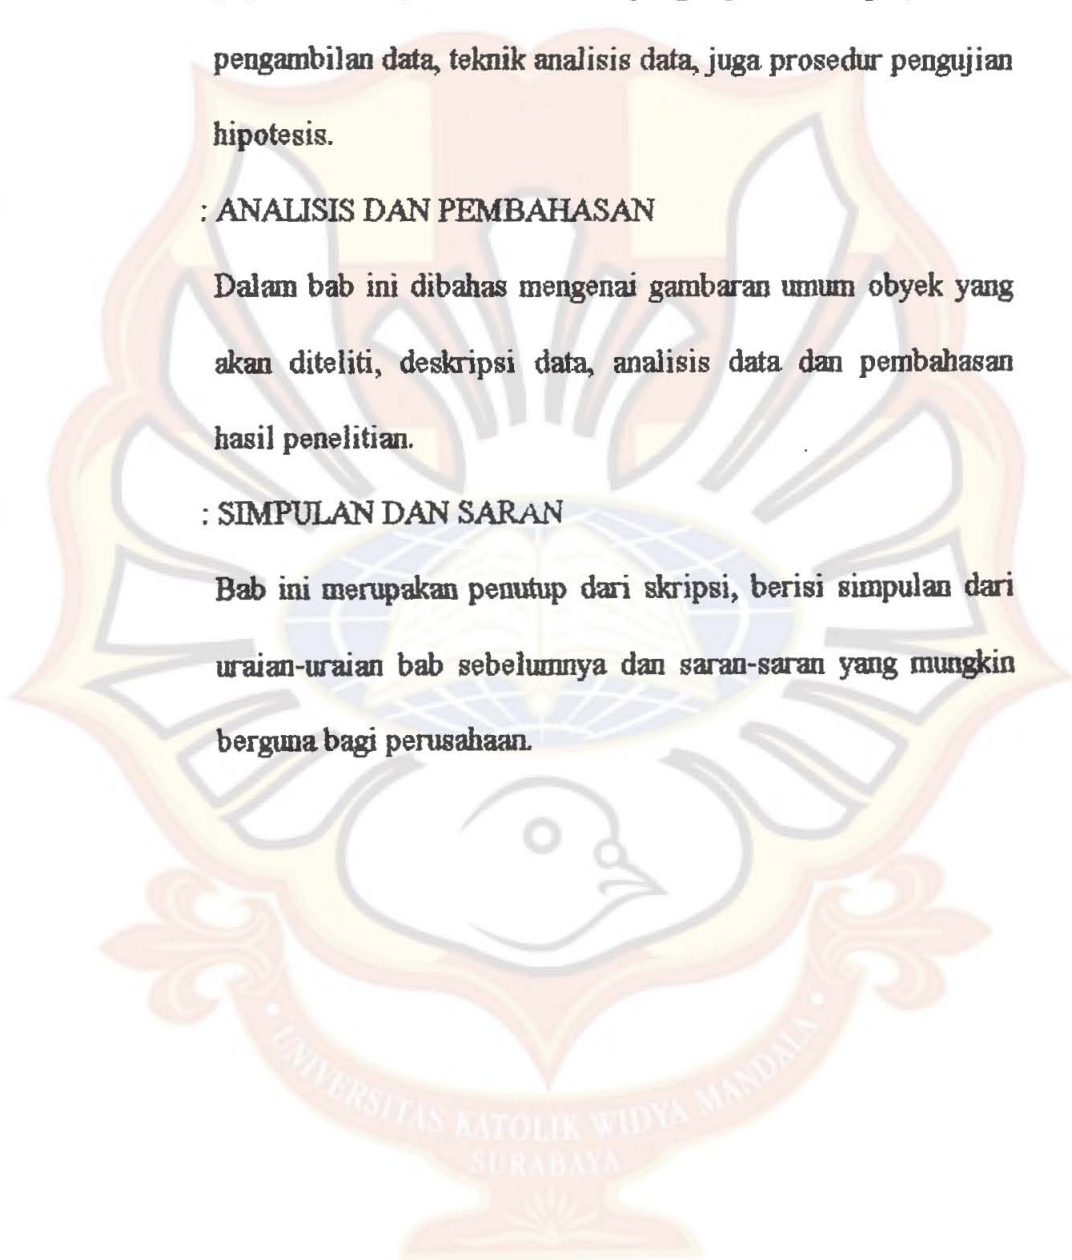 pengambilan data, teknik analisis data, juga prosedur pengujian
hipotesis.
: ANALISIS DAN PEMBAHASAN
Dalam bab ini dibahas mengenai gambaran umum obyek yang
akan diteliti, deskripsi data, analisis data dan pembahasan
hasil penelitian.
: SIMPULAN DAN SARAN
Bab ini merupakan penutup dari skripsi, berisi simpulan dari
uraian-uraian bab sebelumnya dan saran-saran yang mungkin
berguna bagi perusahaan.
UNIVERSITAS KATOLIK WIDYA MANDALA
SURABAYA